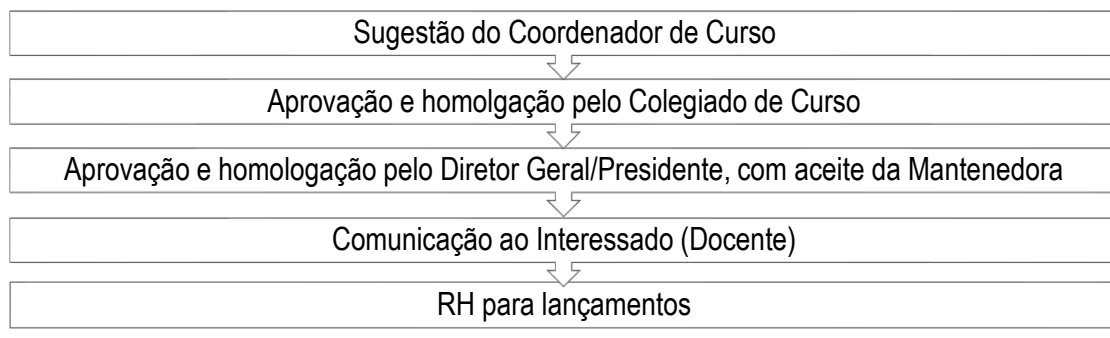 Sugestão do Coordenador de Curso
Aprovação e homolgação pelo Colegiado de Curso
Aprovação e homologação pelo Diretor Geral/Presidente, com aceite da Mantenedora
Comunicação ao Interessado (Docente)
RH para lançamentos